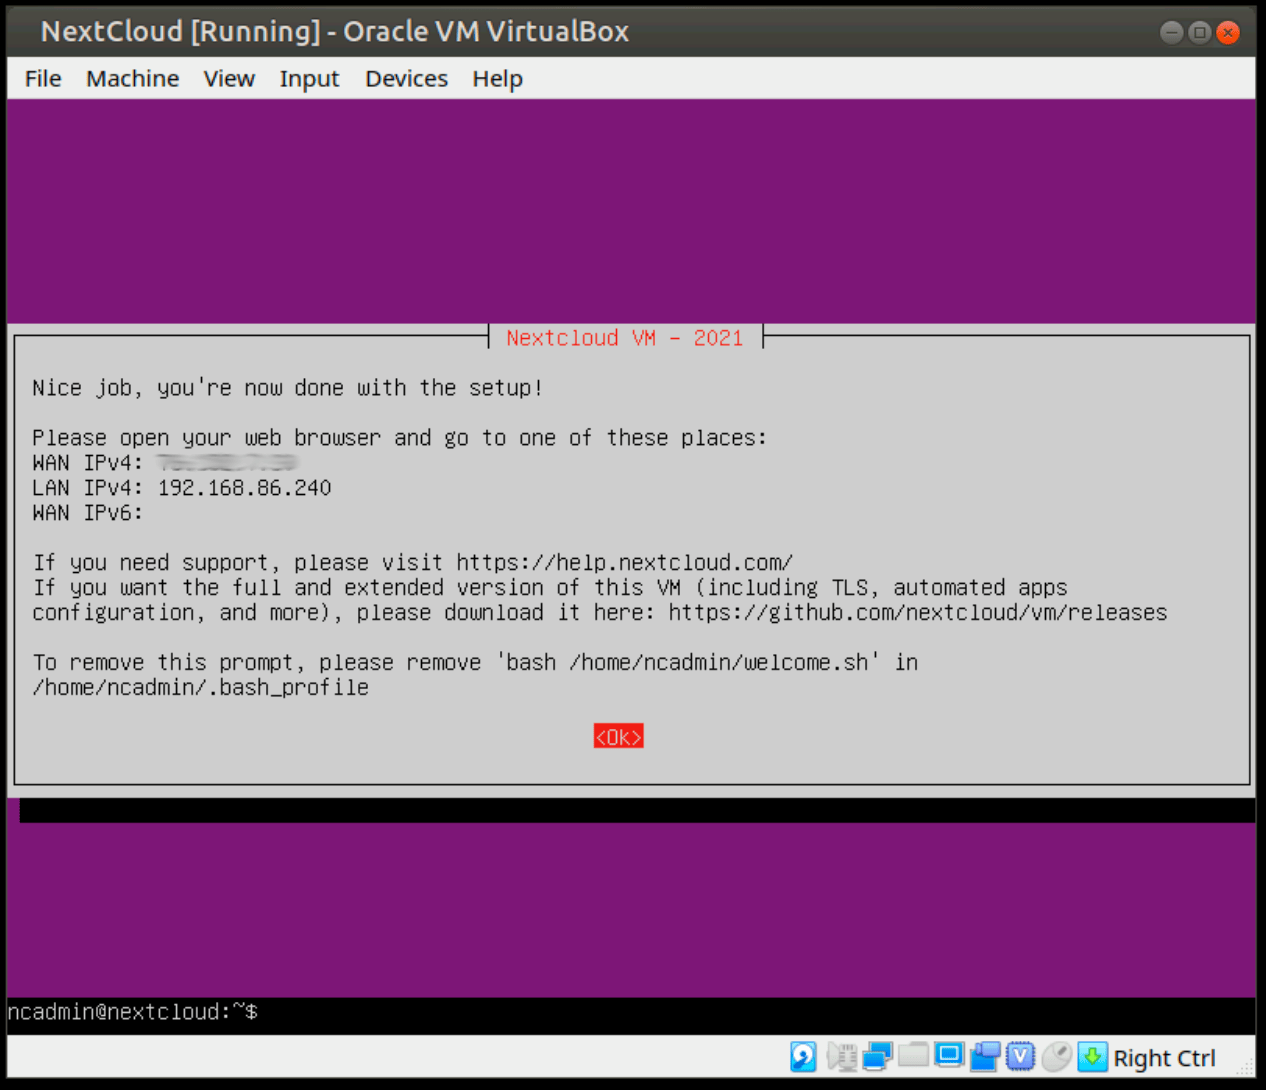 NextCloud [Running] - Oracle VM VirtualBox
File Machine View Input Devices Help
Nextcloud VM - 2021
Nice job, you're now done with the setup!
Please open your web browser and go to one of these places:
WAN IPv4:
LAN IPv4: 192.168.86.240
WAN IPv6:
If you need support, please visit https://help.nextcloud.com/
If you want the full and extended version of this VM (including TLS, automated apps
configuration, and more), please download it here: https://github.com/nextcloud/vm/releases
To remove this prompt, please remove 'bash /home/ncadmin/welcome.sh' in
/home/ncadmin/.bash_profile
<Ok>
ncadmin@nextcloud:~$
Right Ctrl